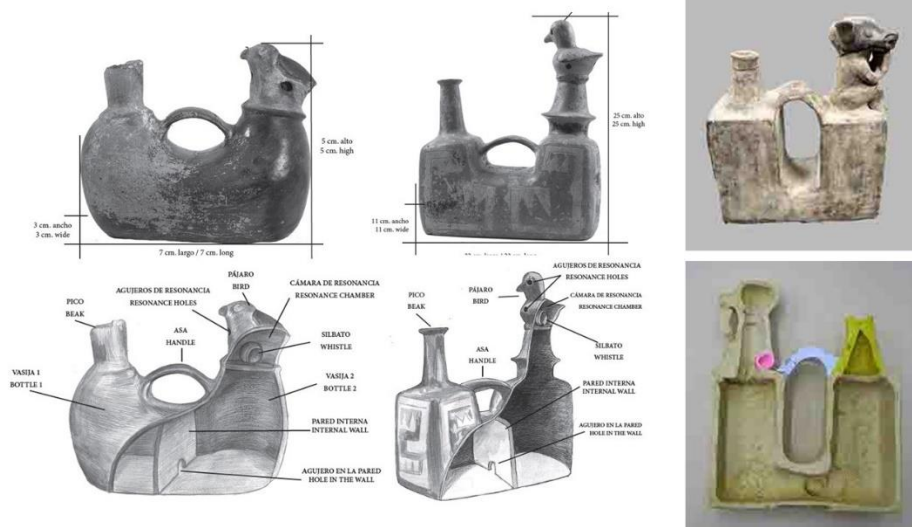 5 cm. alto
5 cm. high
3 cm. ancho
3 cm. wide
7 cm. largo / 7 cm. long
25 cm. alto
25 cm. high
11 cm. ancho
11 cm. wide
PICO
BEAK
AGUJEROS DE RESONANCIA
RESONANCE HOLES
PÁJARO
BIRD
CÁMARA DE RESONANCIA
RESONANCE CHAMBER
ASA
HANDLE
SILBATO
WHISTLE
VASIJA 1
BOTTLE 1
VASIJA 2
BOTTLE 2
PARED INTERNA
INTERNAL WALL
AGUJERO EN LA PARED
HOLE IN THE WALL
AGUJEROS DE RESONANCIA
RESONANCE HOLES
PÁJARO
BIRD
CÁMARA DE RESONANCIA
RESONANCE CHAMBER
PICO
BEAK
ASA
HANDLE
SILBATO
WHISTLE
PARED INTERNA
INTERNAL WALL
AGUJERO EN LA PARED
HOLE IN THE WALL